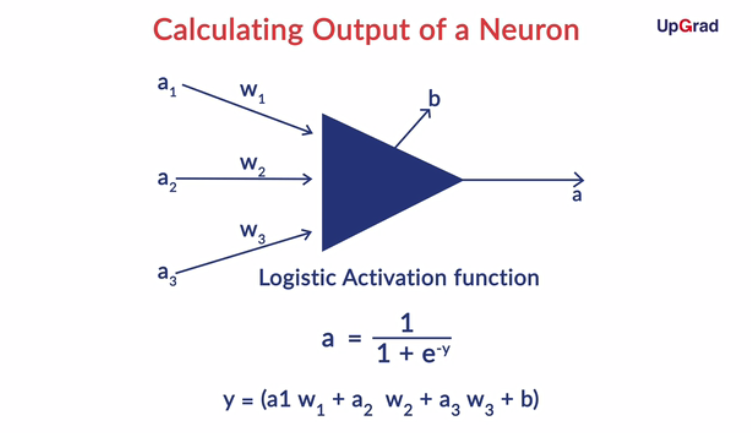 Calculating Output of a Neuron
UpGrad
a₁
w₁
b
a₂
w₂
a
w₃
a₃
Logistic Activation function
a = 1 / 1 + e⁻ʸ
y = (a1 w₁ + a₂ w₂ + a₃ w₃ + b)